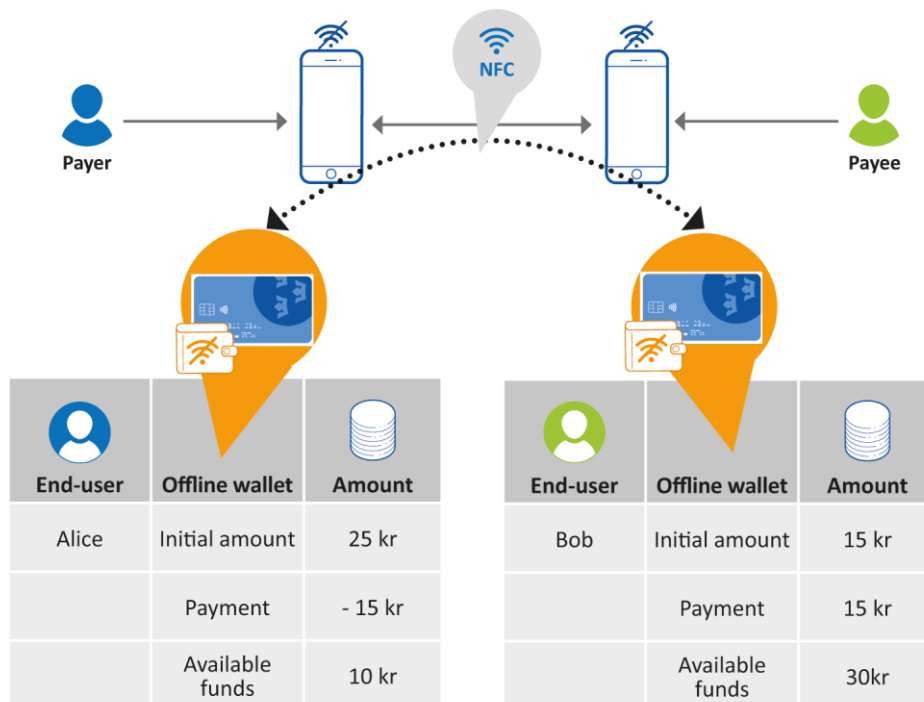 NFC
Payer
Payee
End-user Offline wallet Amount
Alice Initial amount 25 kr
Payment - 15 kr
Available
funds 10 kr
End-user Offline wallet Amount
Bob Initial amount 15 kr
Payment 15 kr
Available
funds 30kr